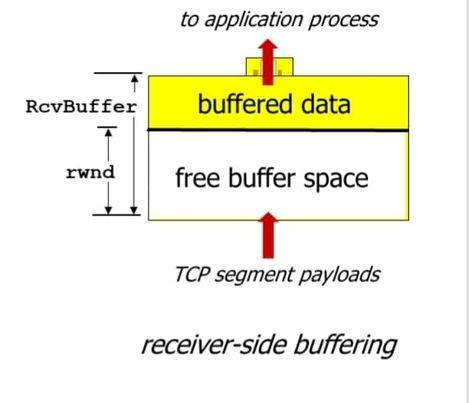 to application process
RcvBuffer
buffered data
rwnd
free buffer space
TCP segment payloads
receiver-side buffering